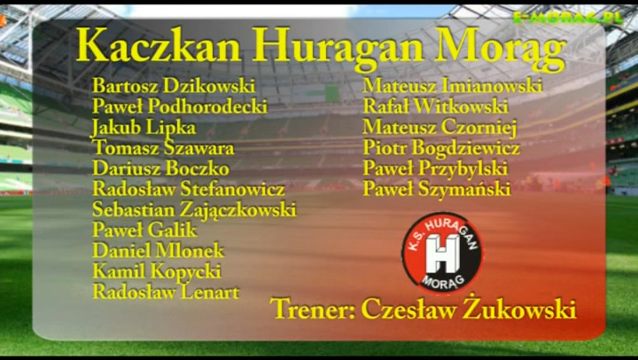 E-MORAG.PL
Kaczkan Huragan Morąg
Bartosz Dzikowski
Paweł Podhorodecki
Jakub Lipka
Tomasz Szawara
Dariusz Boczko
Radosław Stefanowicz
Sebastian Zajączkowski
Paweł Galik
Daniel Mlonek
Kamil Kopycki
Radosław Lenart
Mateusz Imianowski
Rafał Witkowski
Mateusz Czorniej
Piotr Bogdziewicz
Paweł Przybylski
Paweł Szymański
K.S. HURAGAN
H
MORĄG
Trener: Czesław Żukowski